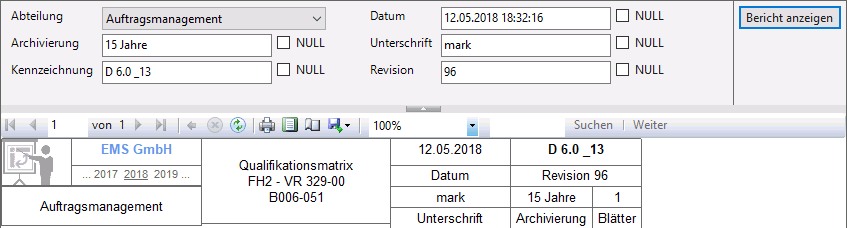 Abteilung Auftragsmanagement Datum 12.05.2018 18:32:16 NULL Bericht anzeigen
Archivierung 15 Jahre NULL Unterschrift mark NULL
Kennzeichnung D 6.0 _13 NULL Revision 96 NULL
1 von 1 100% Suchen | Weiter
EMS GmbH
... 2017 2018 2019 ...
Auftragsmanagement
Qualifikationsmatrix
FH2 - VR 329-00
B006-051
12.05.2018 D 6.0 _13
Datum Revision 96
mark 15 Jahre 1
Unterschrift Archivierung Blätter